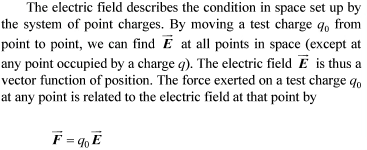 The electric field describes the condition in space set up by
the system of point charges. By moving a test charge q₀ from
point to point, we can find E⃗ at all points in space (except at
any point occupied by a charge q). The electric field E⃗ is thus a
vector function of position. The force exerted on a test charge q₀
at any point is related to the electric field at that point by
F⃗ = q₀ E⃗